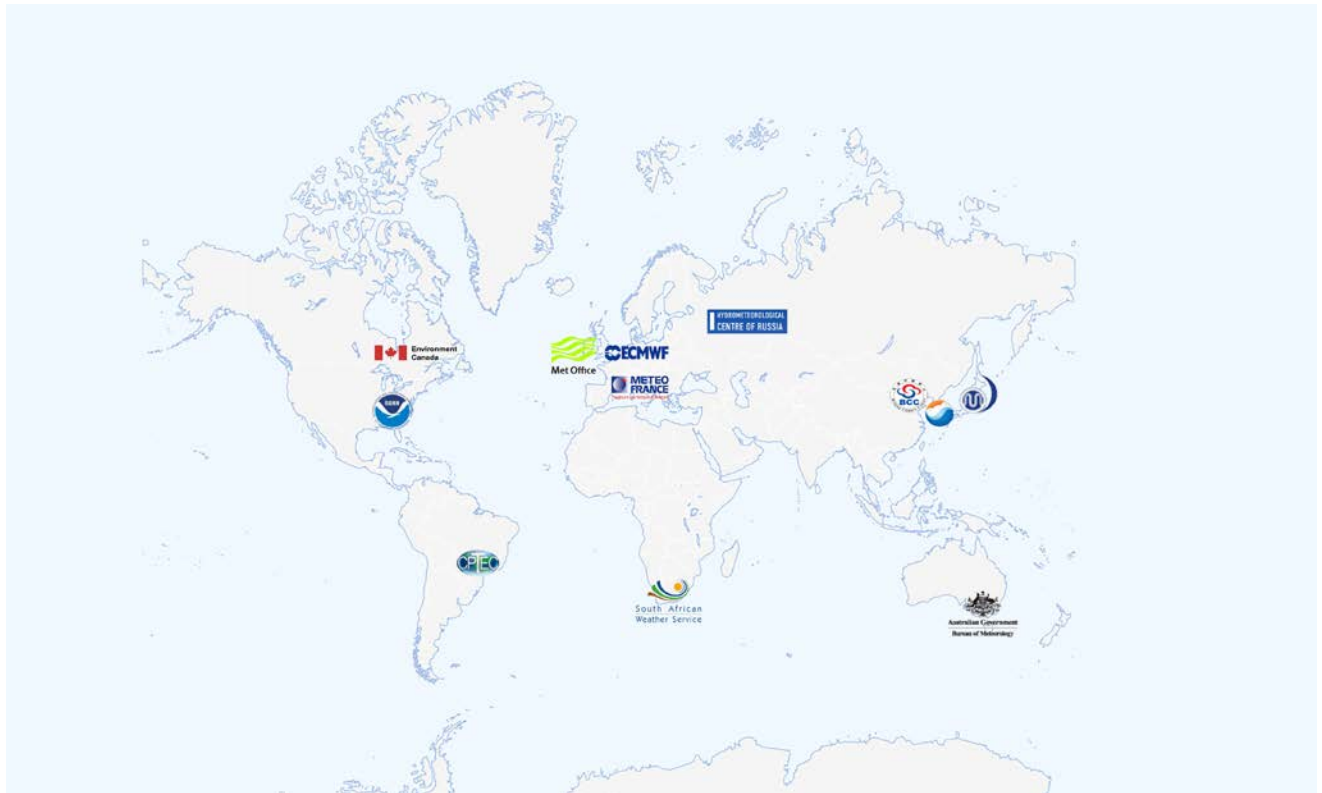 HYDROMETEOROLOGICAL
CENTRE OF RUSSIA
Environment
Canada
Met Office
ECMWF
METEO
FRANCE
BCC
NOAA
CPTEC
South African
Weather Service
Australian Government
Bureau of Meteorology